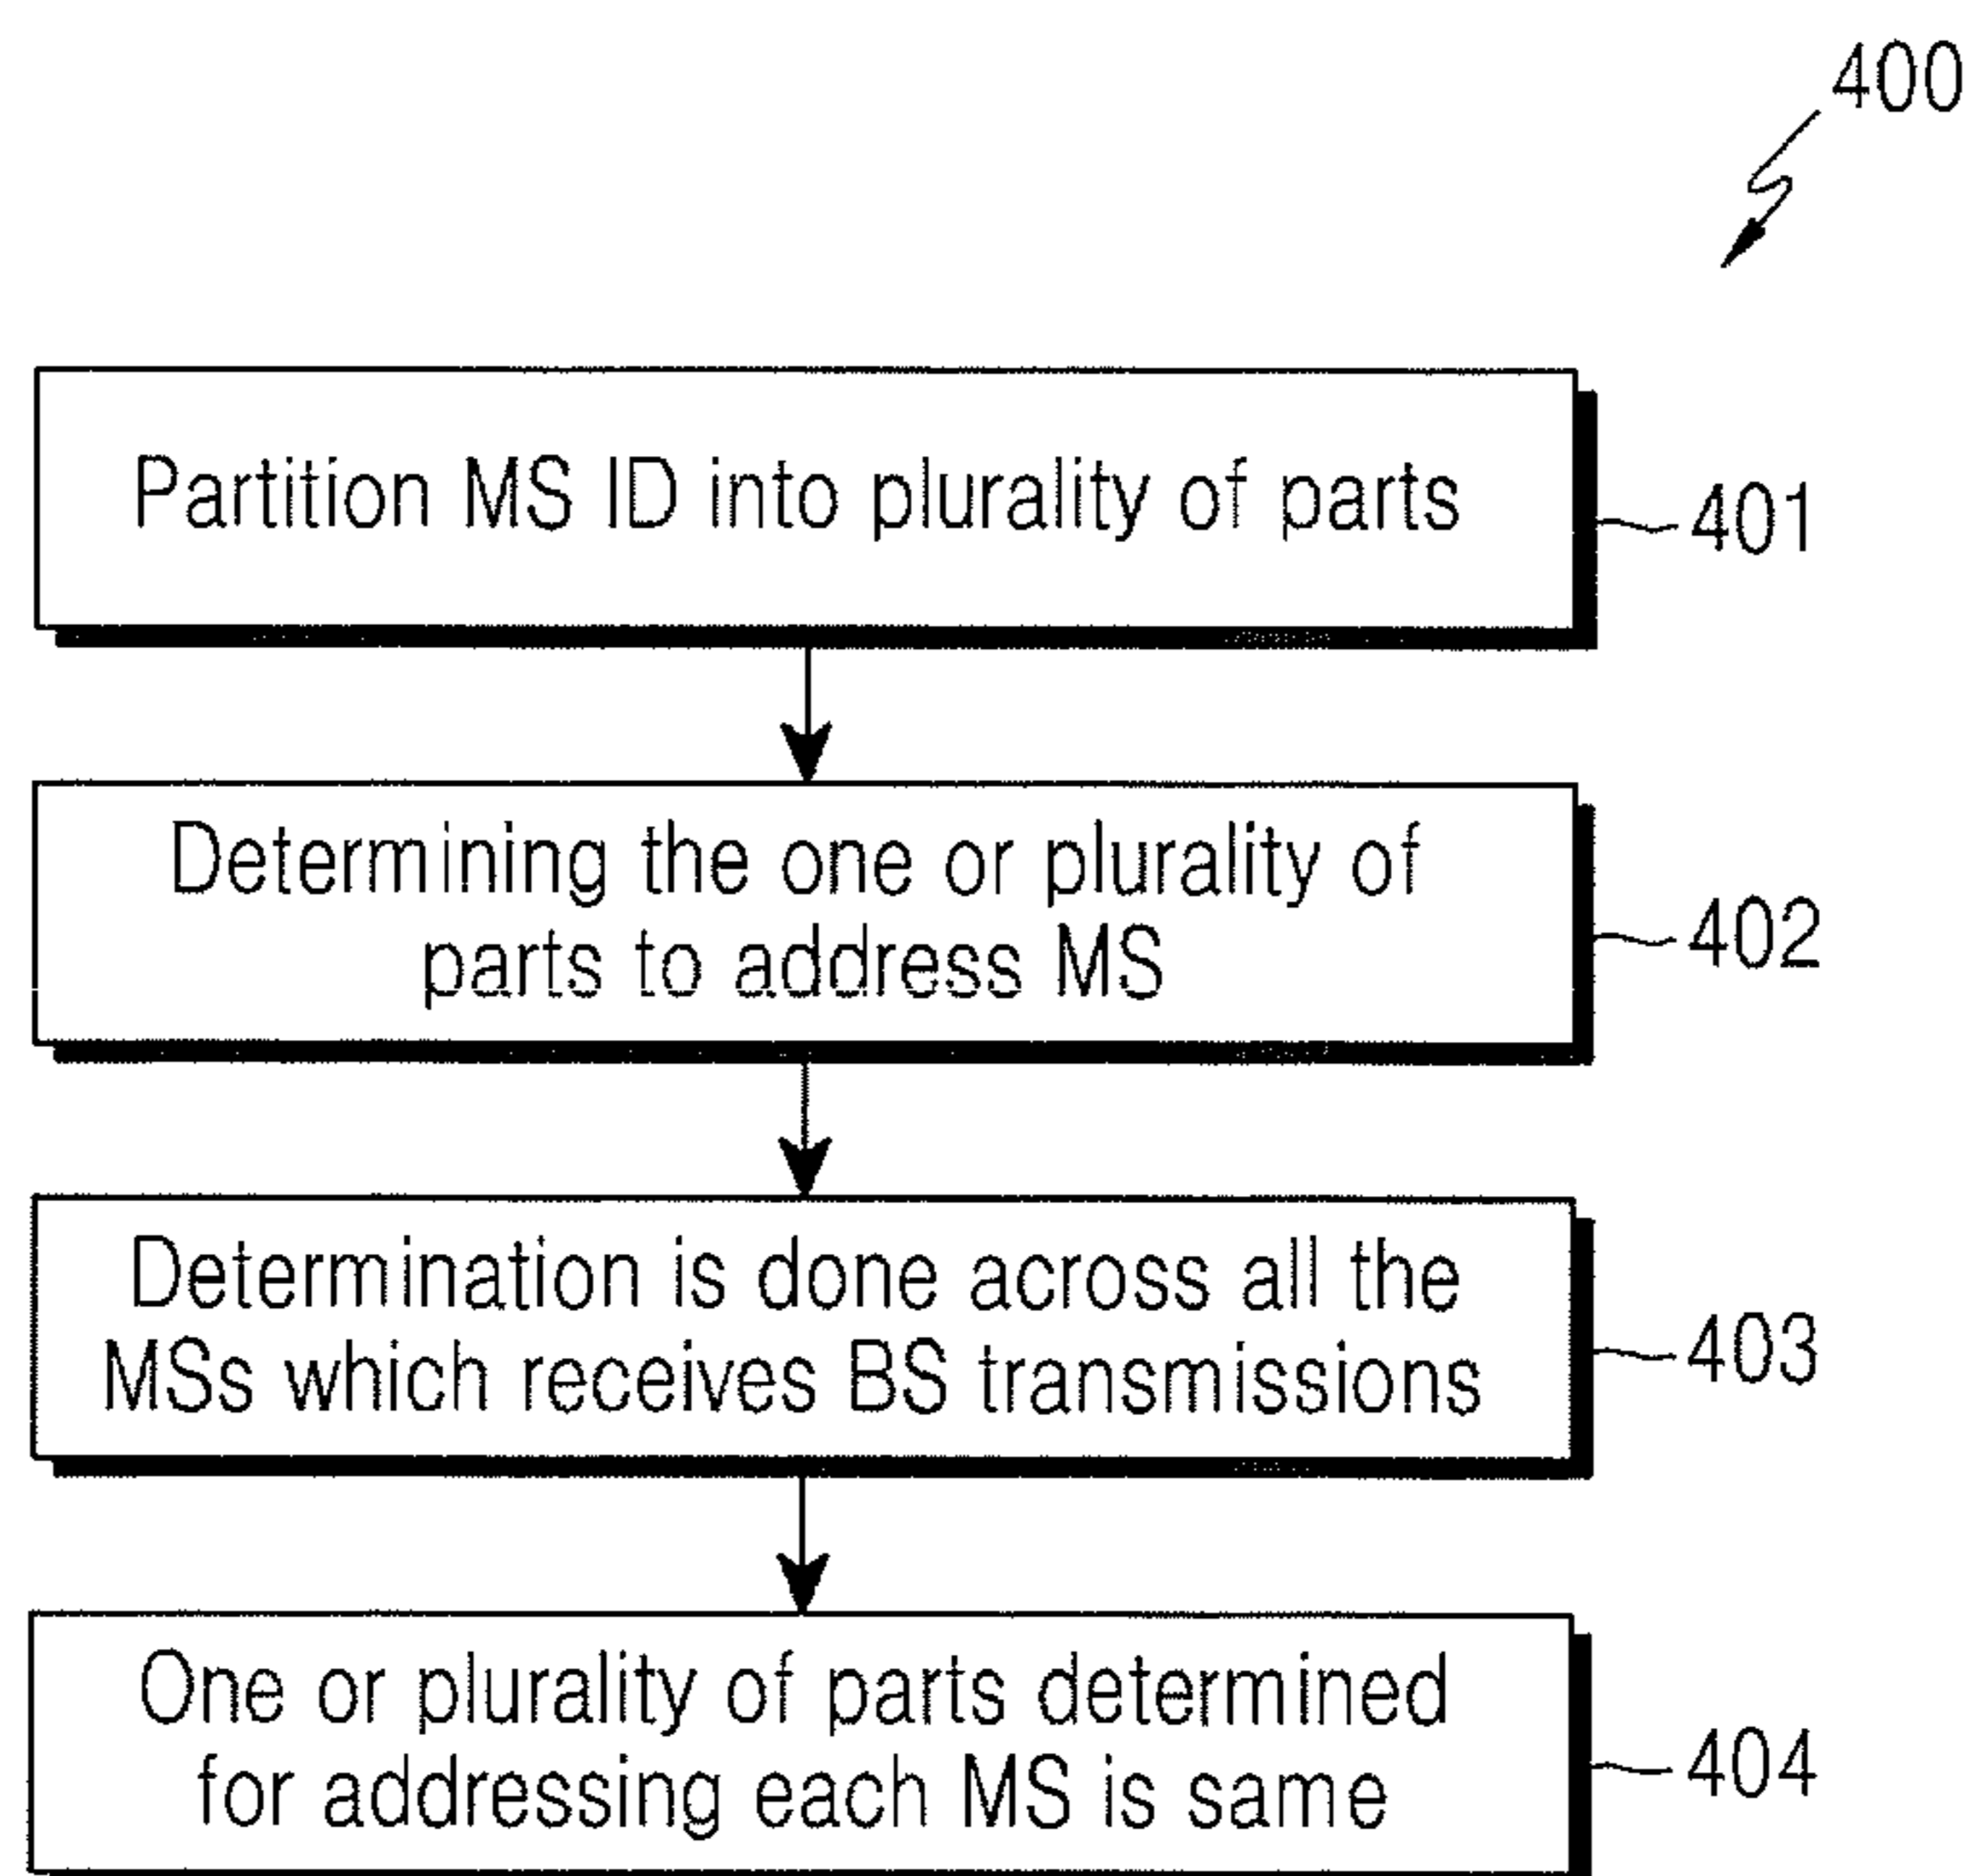 400
Partition MS ID into plurality of parts
401
Determining the one or plurality of
parts to address MS
402
Determination is done across all the
MSs which receives BS transmissions
403
One or plurality of parts determined
for addressing each MS is same
404